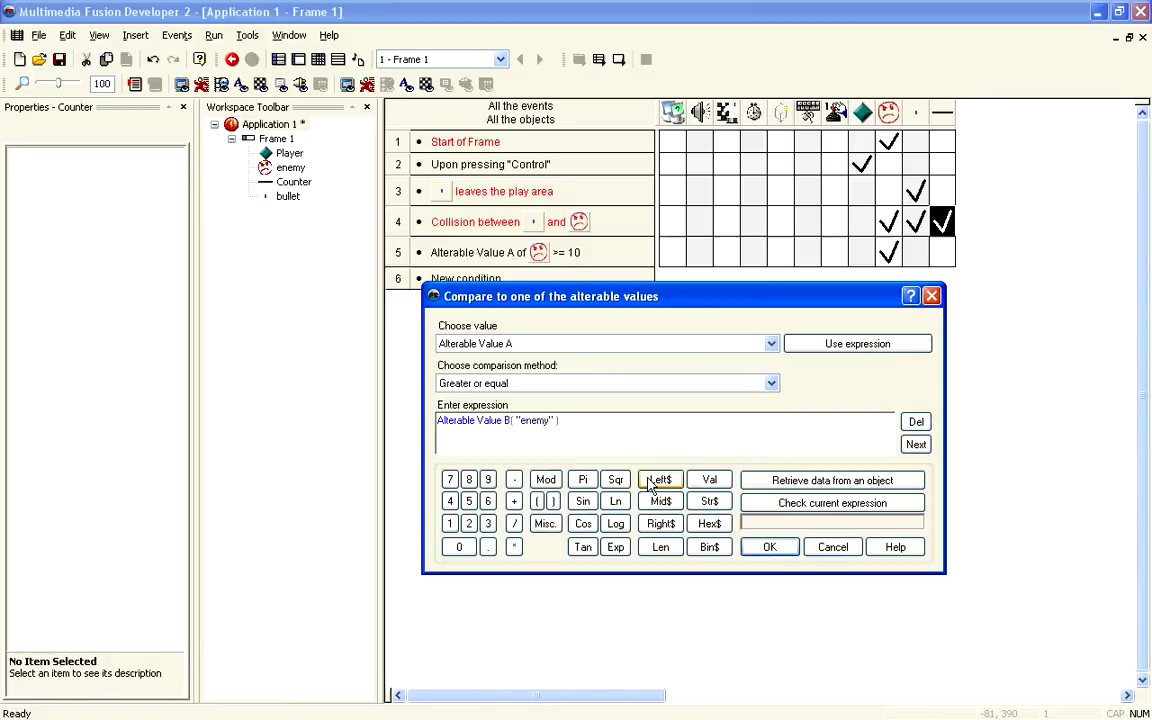 Multimedia Fusion Developer 2 - [Application 1 - Frame 1]
File Edit View Insert Events Run Tools Window Help
1 - Frame 1
100
Properties - Counter
Workspace Toolbar
Application 1 *
Frame 1
Player
enemy
Counter
bullet
All the events
All the objects
1 • Start of Frame
2 • Upon pressing "Control"
3 • leaves the play area
4 • Collision between and
5 • Alterable Value A of >= 10
6 • New condition
Compare to one of the alterable values
Choose value
Alterable Value A
Use expression
Choose comparison method:
Greater or equal
Enter expression
Alterable Value B( "enemy" )
Del
Next
7 8 9 - Mod Pi Sqr Left$ Val Retrieve data from an object
4 5 6 + ( ) Sin Ln Mid$ Str$ Check current expression
1 2 3 / Misc. Cos Log Right$ Hex$
0 . * Tan Exp Len Bin$ OK Cancel Help
No Item Selected
Select an item to see its description
Ready
-81, 390 1 CAP NUM